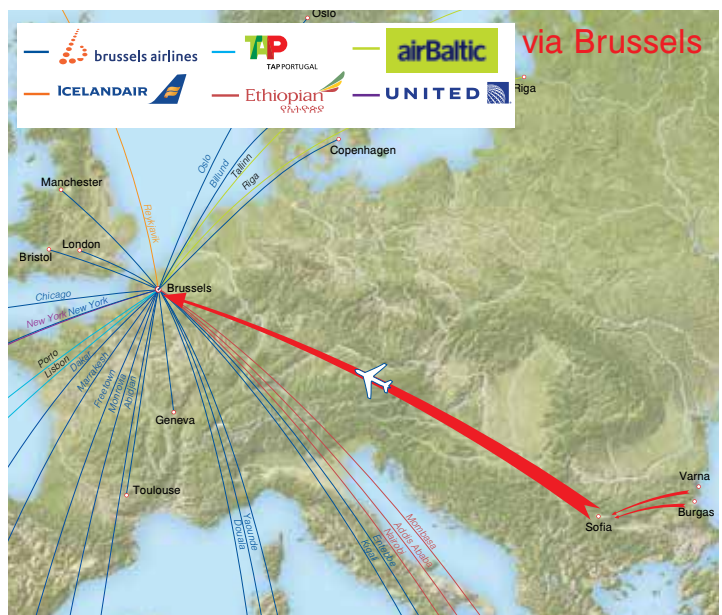 Oslo
brussels airlines
TAP
TAP PORTUGAL
airBaltic
via Brussels
ICELANDAIR
Ethiopian
የኢትዮጵያ
UNITED
Riga
Copenhagen
Oslo
Billund
Tallinn
Riga
Manchester
Reykjavik
London
Bristol
Brussels
Chicago
New York
New York
Porto
Lisbon
Dakar
Marrakesh
Freetown
Monrovia
Abidjan
Geneva
Toulouse
Varna
Burgas
Sofia
Yaounde
Douala
Mombasa
Addis Ababa
Nairobi
Entebbe
Kigali